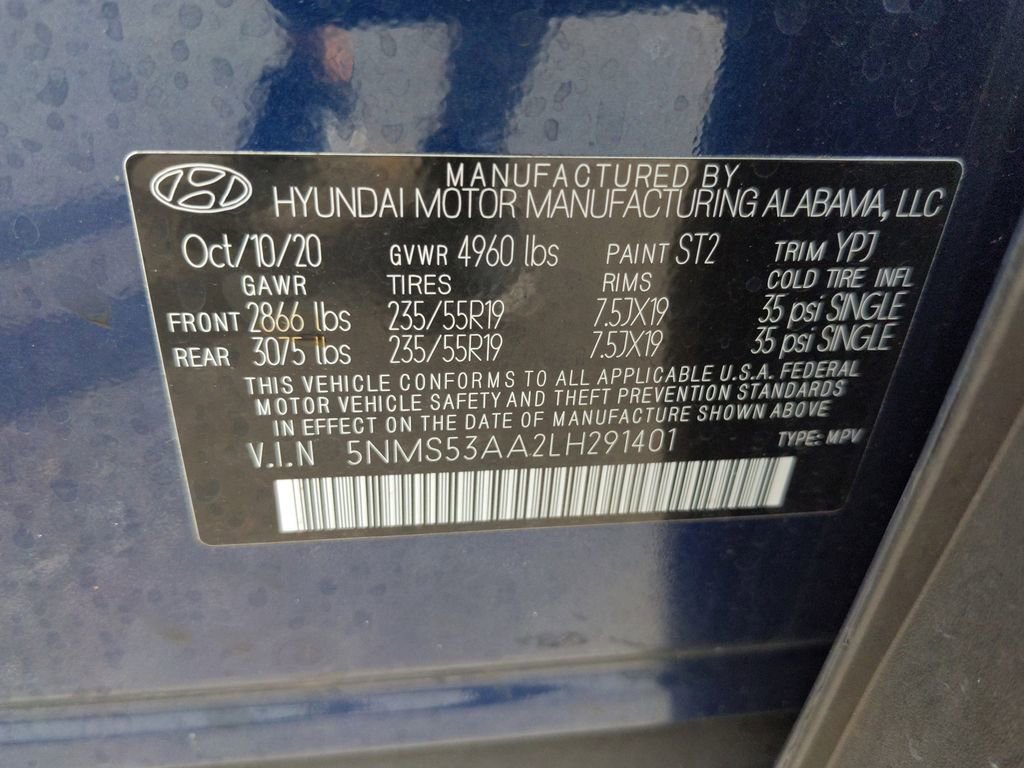 MANUFACTURED BY
HYUNDAI MOTOR MANUFACTURING ALABAMA, LLC
Oct/10/20 GVWR 4960 lbs PAINT ST2 TRIM YPJ
GAWR TIRES RIMS COLD TIRE INFL
FRONT 2866 lbs 235/55R19 7.5JX19 35 psi SINGLE
REAR 3075 lbs 235/55R19 7.5JX19 35 psi SINGLE
THIS VEHICLE CONFORMS TO ALL APPLICABLE U.S.A. FEDERAL
MOTOR VEHICLE SAFETY AND THEFT PREVENTION STANDARDS
IN EFFECT ON THE DATE OF MANUFACTURE SHOWN ABOVE
V.I.N 5NMS53AA2LH291401 TYPE: MPV